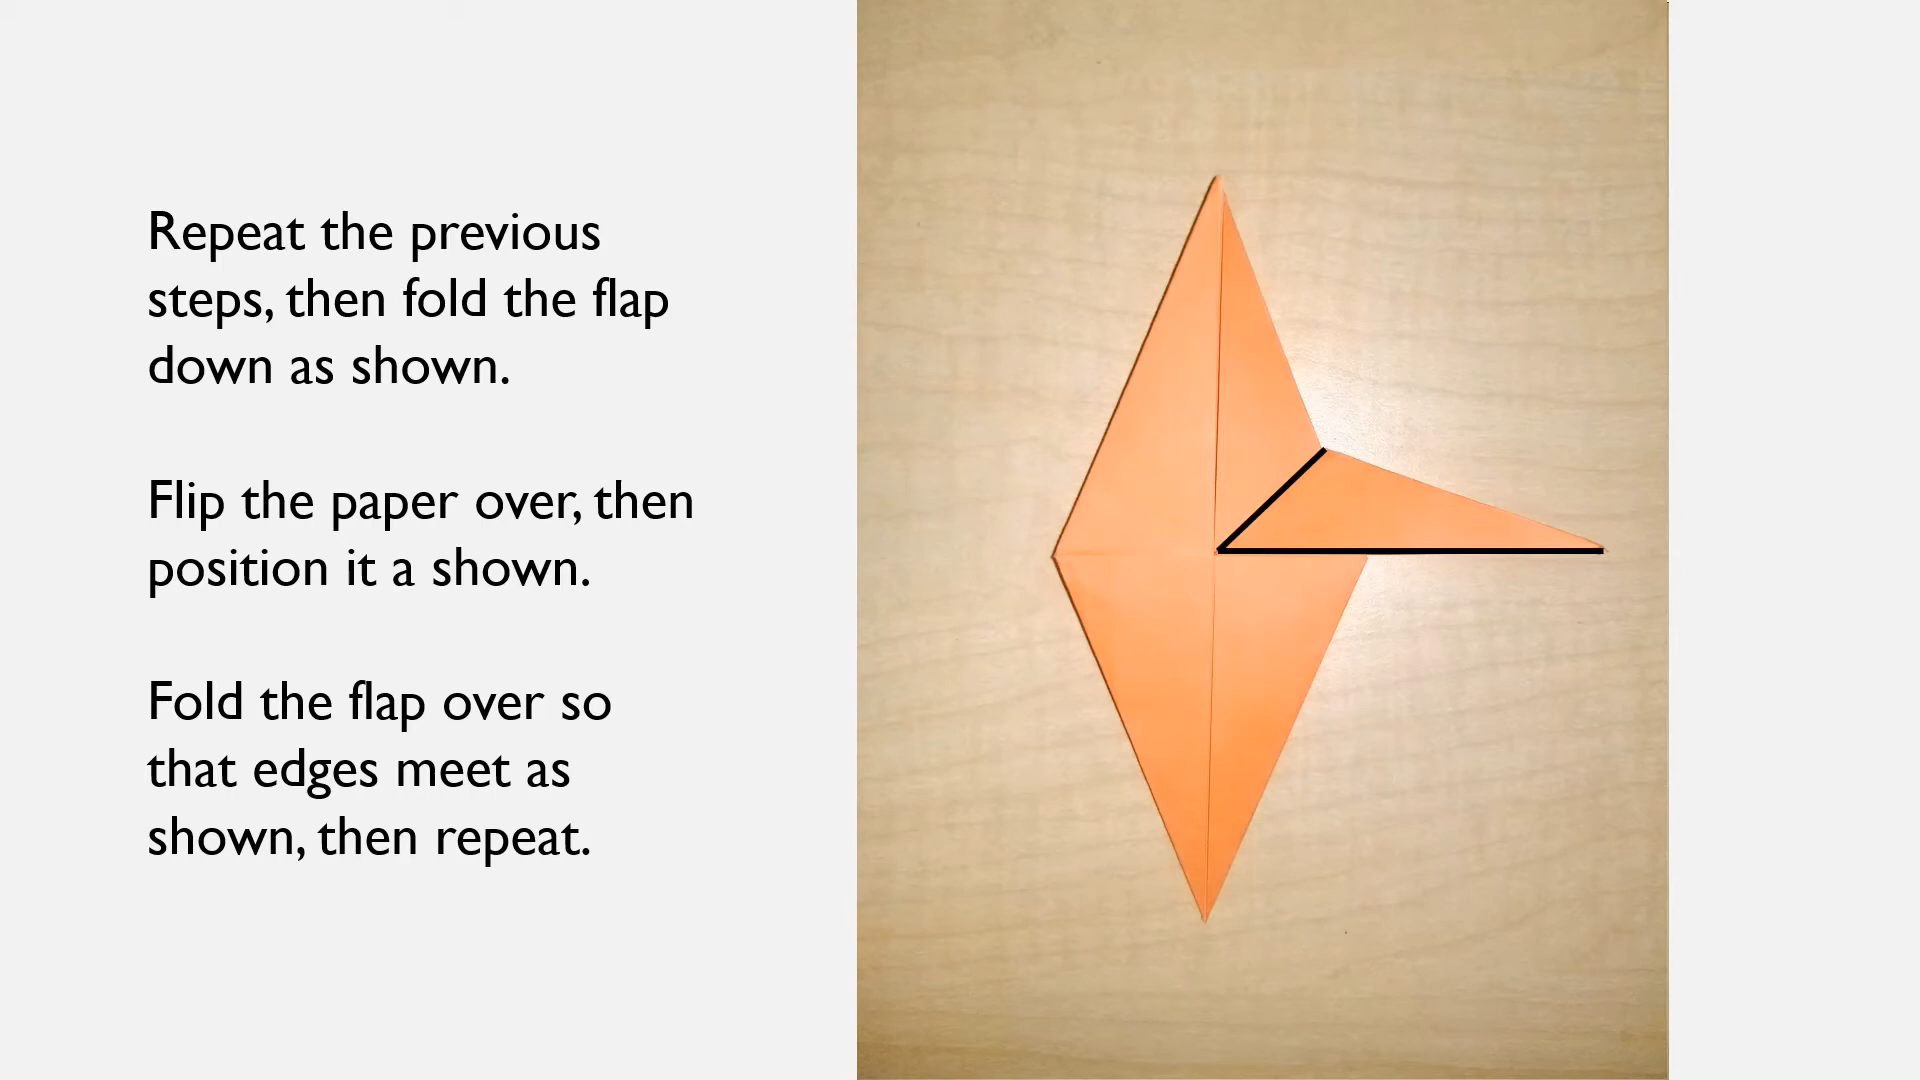 Repeat the previous
steps, then fold the flap
down as shown.
Flip the paper over, then
position it a shown.
Fold the flap over so
that edges meet as
shown, then repeat.